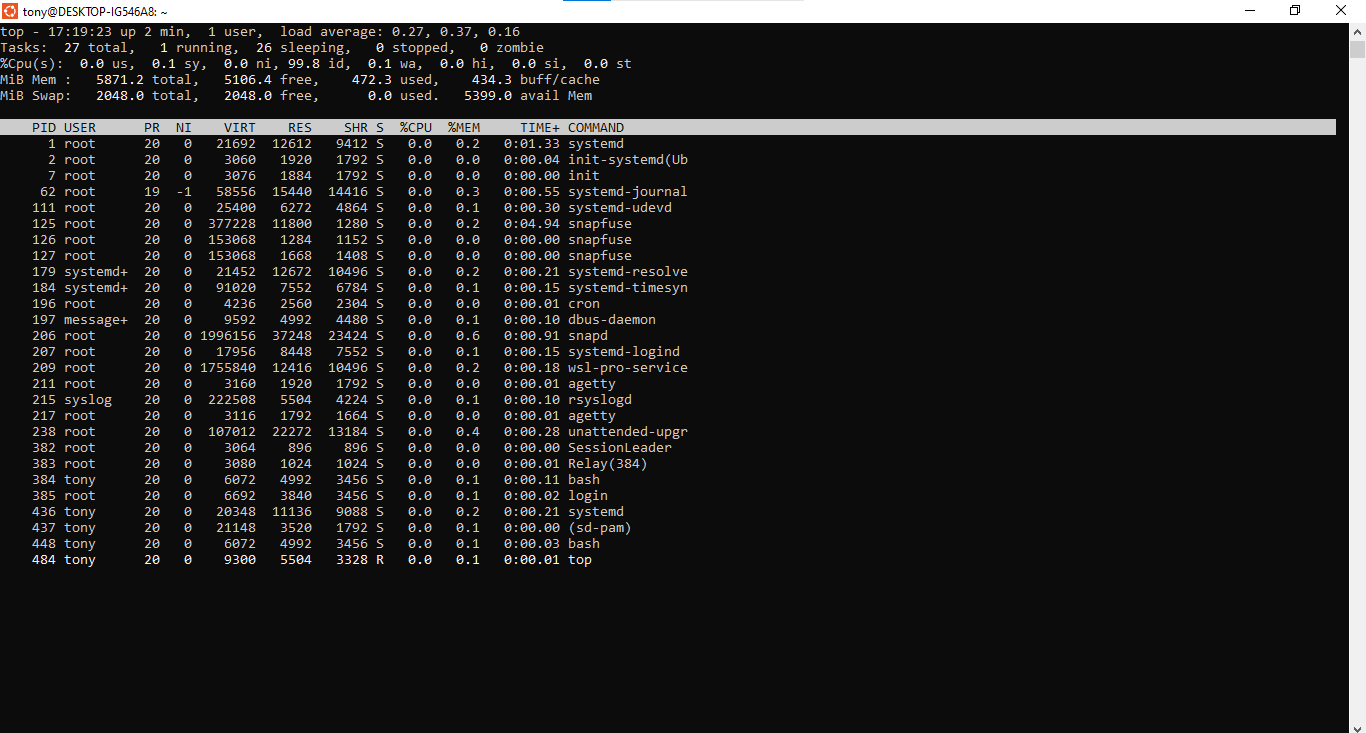 tony@DESKTOP-IG546A8: ~
top - 17:19:23 up 2 min,  1 user,  load average: 0.27, 0.37, 0.16
Tasks:  27 total,   1 running,  26 sleeping,   0 stopped,   0 zombie
%Cpu(s):  0.0 us,  0.1 sy,  0.0 ni, 99.8 id,  0.1 wa,  0.0 hi,  0.0 si,  0.0 st
MiB Mem :   5871.2 total,   5106.4 free,    472.3 used,    434.3 buff/cache
MiB Swap:   2048.0 total,   2048.0 free,      0.0 used.   5399.0 avail Mem
    PID USER      PR  NI    VIRT    RES    SHR S  %CPU  %MEM     TIME+ COMMAND
      1 root      20   0   21692  12612   9412 S   0.0   0.2   0:01.33 systemd
      2 root      20   0    3060   1920   1792 S   0.0   0.0   0:00.04 init-systemd(Ub
      7 root      20   0    3076   1884   1792 S   0.0   0.0   0:00.00 init
     62 root      19  -1   58556  15440  14416 S   0.0   0.3   0:00.55 systemd-journal
    111 root      20   0   25400   6272   4864 S   0.0   0.1   0:00.30 systemd-udevd
    125 root      20   0  377228  11800   1280 S   0.0   0.2   0:04.94 snapfuse
    126 root      20   0  153068   1284   1152 S   0.0   0.0   0:00.00 snapfuse
    127 root      20   0  153068   1668   1408 S   0.0   0.0   0:00.00 snapfuse
    179 systemd+  20   0   21452  12672  10496 S   0.0   0.2   0:00.21 systemd-resolve
    184 systemd+  20   0   91020   7552   6784 S   0.0   0.1   0:00.15 systemd-timesyn
    196 root      20   0    4236   2560   2304 S   0.0   0.0   0:00.01 cron
    197 message+  20   0    9592   4992   4480 S   0.0   0.1   0:00.10 dbus-daemon
    206 root      20   0 1996156  37248  23424 S   0.0   0.6   0:00.91 snapd
    207 root      20   0   17956   8448   7552 S   0.0   0.1   0:00.15 systemd-logind
    209 root      20   0 1755840  12416  10496 S   0.0   0.2   0:00.18 wsl-pro-service
    211 root      20   0    3160   1920   1792 S   0.0   0.0   0:00.01 agetty
    215 syslog    20   0  222508   5504   4224 S   0.0   0.1   0:00.10 rsyslogd
    217 root      20   0    3116   1792   1664 S   0.0   0.0   0:00.01 agetty
    238 root      20   0  107012  22272  13184 S   0.0   0.4   0:00.28 unattended-upgr
    382 root      20   0    3064    896    896 S   0.0   0.0   0:00.00 SessionLeader
    383 root      20   0    3080   1024   1024 S   0.0   0.0   0:00.01 Relay(384)
    384 tony      20   0    6072   4992   3456 S   0.0   0.1   0:00.11 bash
    385 root      20   0    6692   3840   3456 S   0.0   0.1   0:00.02 login
    436 tony      20   0   20348  11136   9088 S   0.0   0.2   0:00.21 systemd
    437 tony      20   0   21148   3520   1792 S   0.0   0.1   0:00.00 (sd-pam)
    448 tony      20   0    6072   4992   3456 S   0.0   0.1   0:00.03 bash
    484 tony      20   0    9300   5504   3328 R   0.0   0.1   0:00.01 top